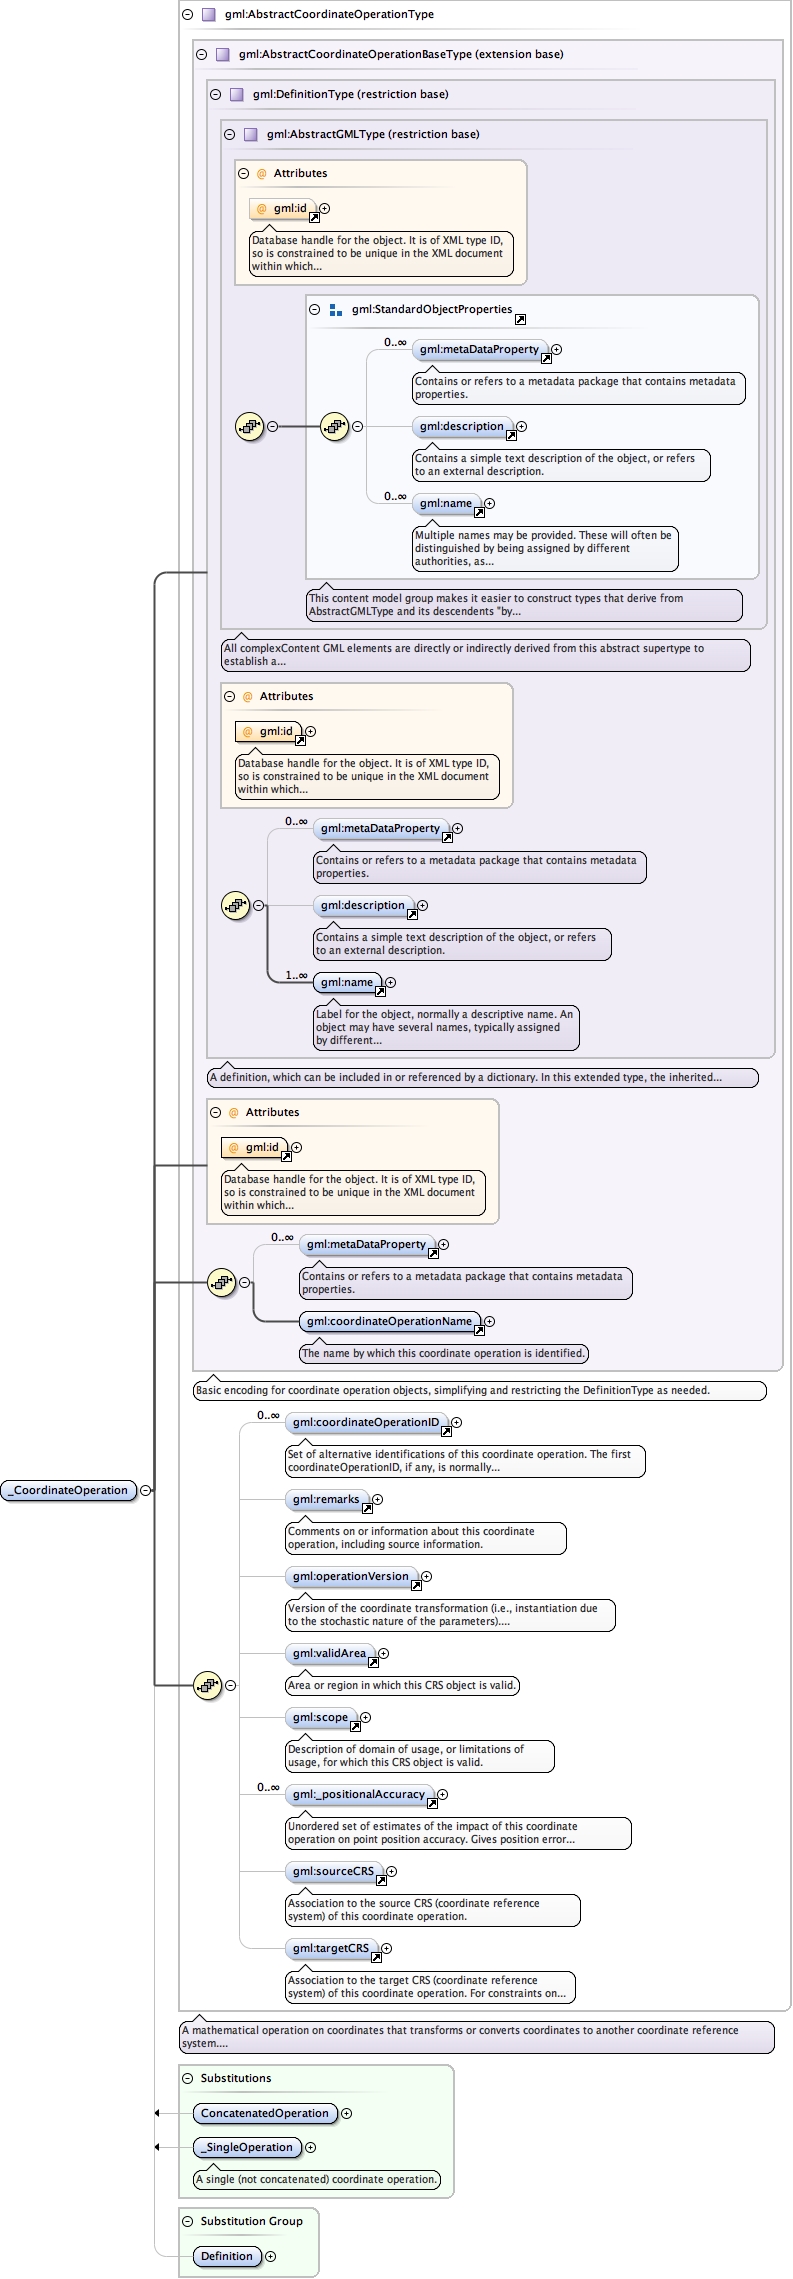 gml:AbstractCoordinateOperationType
gml:AbstractCoordinateOperationBaseType (extension base)
gml:DefinitionType (restriction base)
gml:AbstractGMLType (restriction base)
@ Attributes
@ gml:id
Database handle for the object. It is of XML type ID,
so is constrained to be unique in the XML document
within which...
gml:StandardObjectProperties
0..∞
gml:metaDataProperty
Contains or refers to a metadata package that contains metadata
properties.
gml:description
Contains a simple text description of the object, or refers
to an external description.
0..∞
gml:name
Multiple names may be provided. These will often be
distinguished by being assigned by different
authorities, as...
This content model group makes it easier to construct types that derive from
AbstractGMLType and its descendents "by...
All complexContent GML elements are directly or indirectly derived from this abstract supertype to
establish a...
@ Attributes
@ gml:id
Database handle for the object. It is of XML type ID,
so is constrained to be unique in the XML document
within which...
0..∞
gml:metaDataProperty
Contains or refers to a metadata package that contains metadata
properties.
gml:description
Contains a simple text description of the object, or refers
to an external description.
1..∞
gml:name
Label for the object, normally a descriptive name. An
object may have several names, typically assigned
by different...
A definition, which can be included in or referenced by a dictionary. In this extended type, the inherited...
@ Attributes
@ gml:id
Database handle for the object. It is of XML type ID,
so is constrained to be unique in the XML document
within which...
0..∞
gml:metaDataProperty
Contains or refers to a metadata package that contains metadata
properties.
gml:coordinateOperationName
The name by which this coordinate operation is identified.
Basic encoding for coordinate operation objects, simplifying and restricting the DefinitionType as needed.
0..∞
gml:coordinateOperationID
Set of alternative identifications of this coordinate operation. The first
coordinateOperationID, if any, is normally...
_CoordinateOperation
gml:remarks
Comments on or information about this coordinate
operation, including source information.
gml:operationVersion
Version of the coordinate transformation (i.e., instantiation due
to the stochastic nature of the parameters)....
gml:validArea
Area or region in which this CRS object is valid.
gml:scope
Description of domain of usage, or limitations of
usage, for which this CRS object is valid.
0..∞
gml:_positionalAccuracy
Unordered set of estimates of the impact of this coordinate
operation on point position accuracy. Gives position error...
gml:sourceCRS
Association to the source CRS (coordinate reference
system) of this coordinate operation.
gml:targetCRS
Association to the target CRS (coordinate reference
system) of this coordinate operation. For constraints on...
A mathematical operation on coordinates that transforms or converts coordinates to another coordinate reference
system....
Substitutions
ConcatenatedOperation
_SingleOperation
A single (not concatenated) coordinate operation.
Substitution Group
Definition